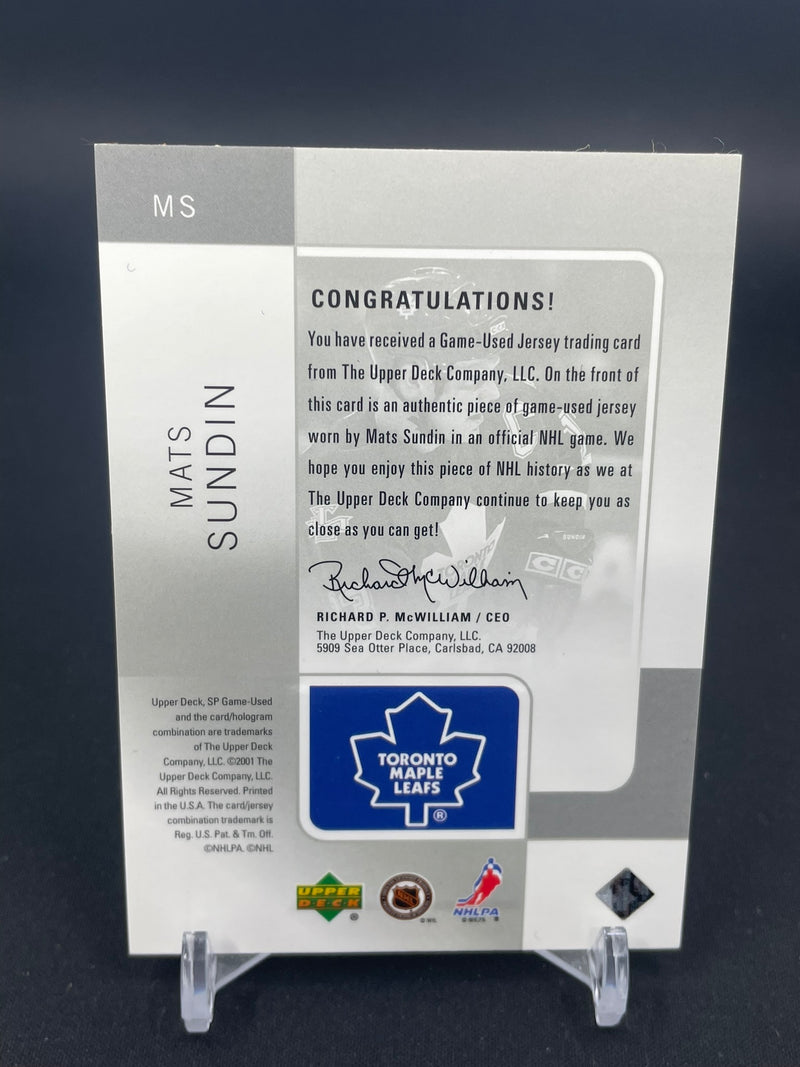 MS
MATS
SUNDIN
CONGRATULATIONS!
You have received a Game-Used Jersey trading card
from The Upper Deck Company, LLC. On the front of
this card is an authentic piece of game-used jersey
worn by Mats Sundin in an official NHL game. We
hope you enjoy this piece of NHL history as we at
The Upper Deck Company continue to keep you as
close as you can get!
Richard McWilliam
RICHARD P. McWILLIAM / CEO
The Upper Deck Company, LLC.
5909 Sea Otter Place, Carlsbad, CA 92008
Upper Deck, SP Game-Used
and the card/hologram
combination are trademarks
of The Upper Deck
Company, LLC. ©2001 The
Upper Deck Company, LLC.
All Rights Reserved. Printed
in the U.S.A. The card/jersey
combination trademark is
Reg. U.S. Pat. & Tm. Off.
©NHLPA. ©NHL
TORONTO
MAPLE
LEAFS
®
UPPER
DECK
®
NHL
NHLPA